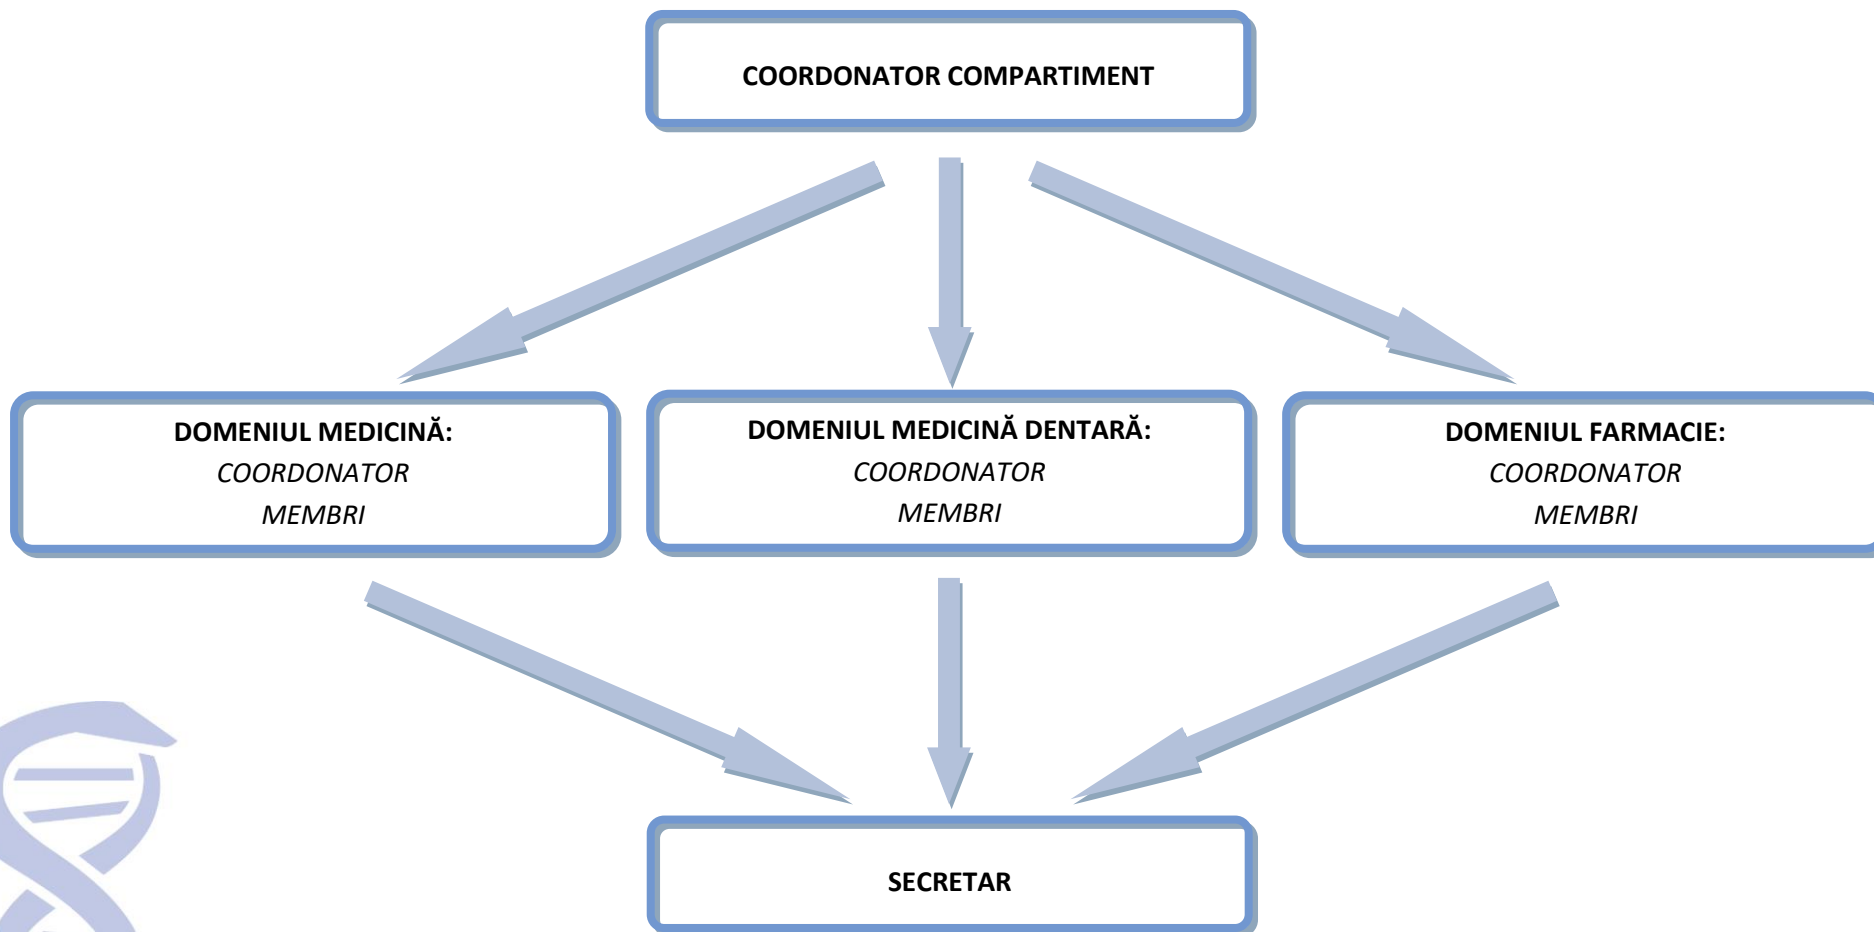 COORDONATOR COMPARTIMENT
DOMENIUL MEDICINĂ:
COORDONATOR
MEMBRI
DOMENIUL MEDICINĂ DENTARĂ:
COORDONATOR
MEMBRI
DOMENIUL FARMACIE:
COORDONATOR
MEMBRI
SECRETAR